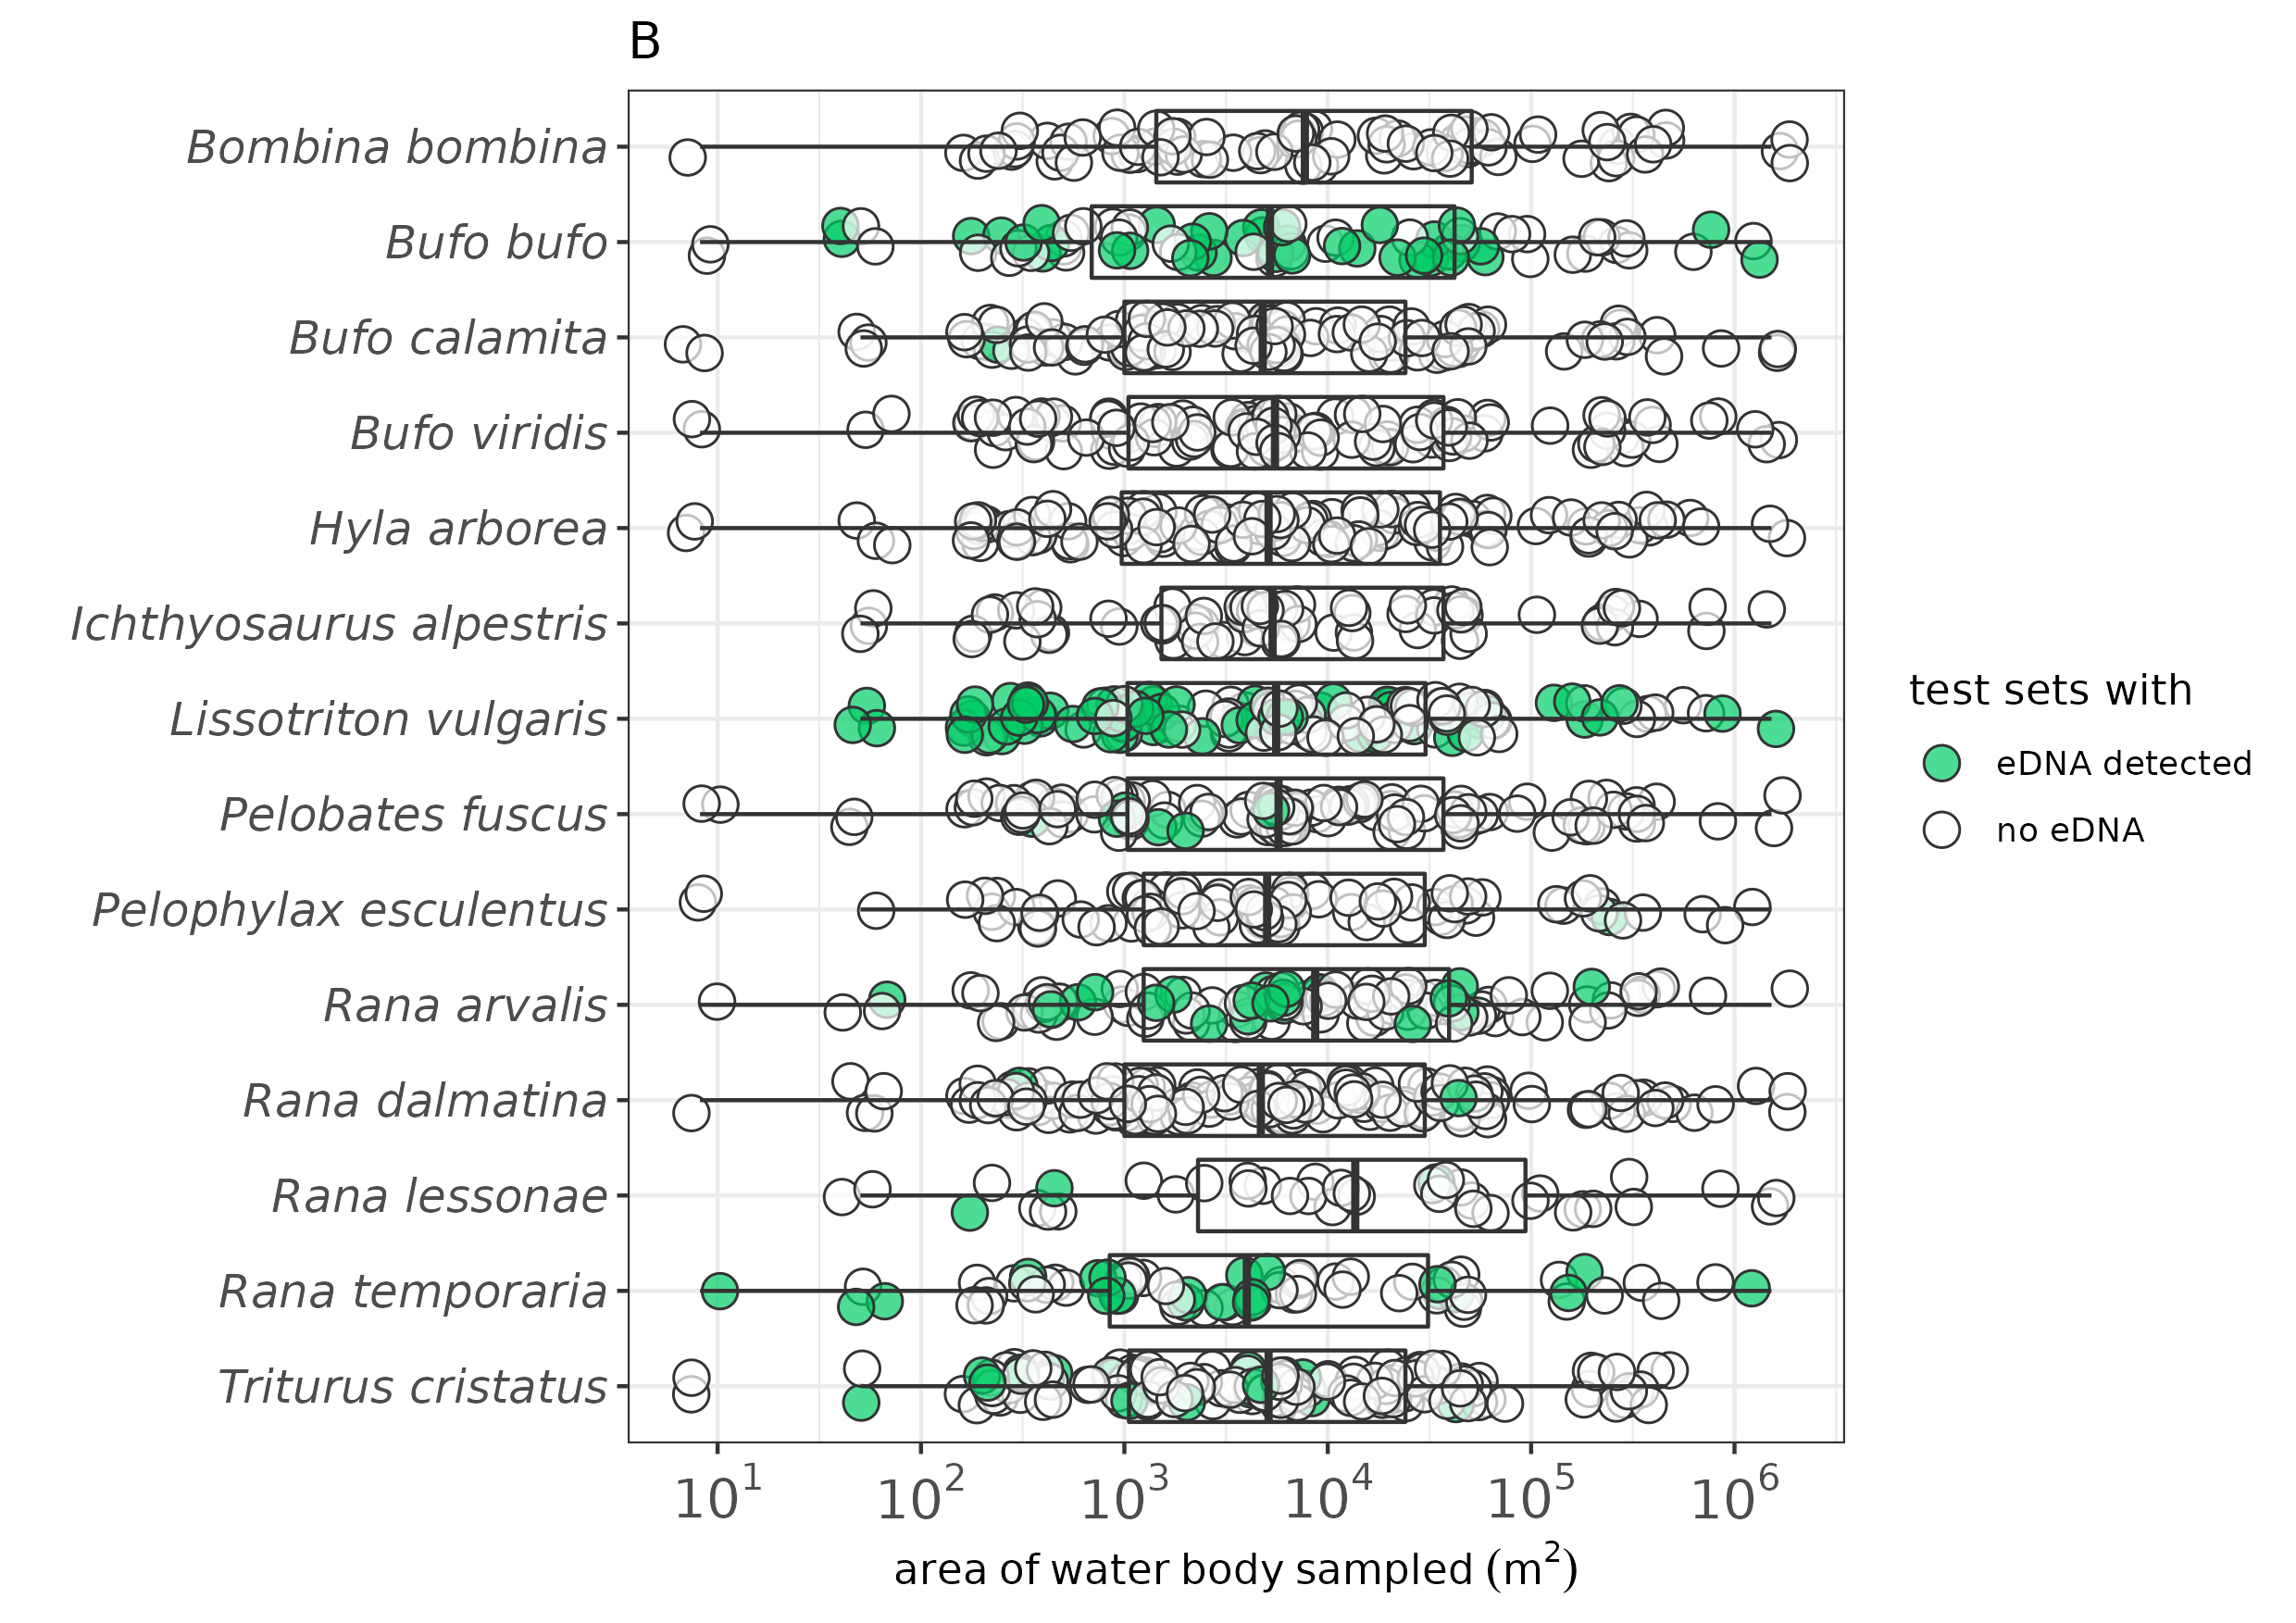 B
Bombina bombina
Bufo bufo
Bufo calamita
Bufo viridis
Hyla arborea
Ichthyosaurus alpestris
Lissotriton vulgaris
Pelobates fuscus
Pelophylax esculentus
Rana arvalis
Rana dalmatina
Rana lessonae
Rana temporaria
Triturus cristatus
10¹ 10² 10³ 10⁴ 10⁵ 10⁶
area of water body sampled (m²)
test sets with
eDNA detected
no eDNA